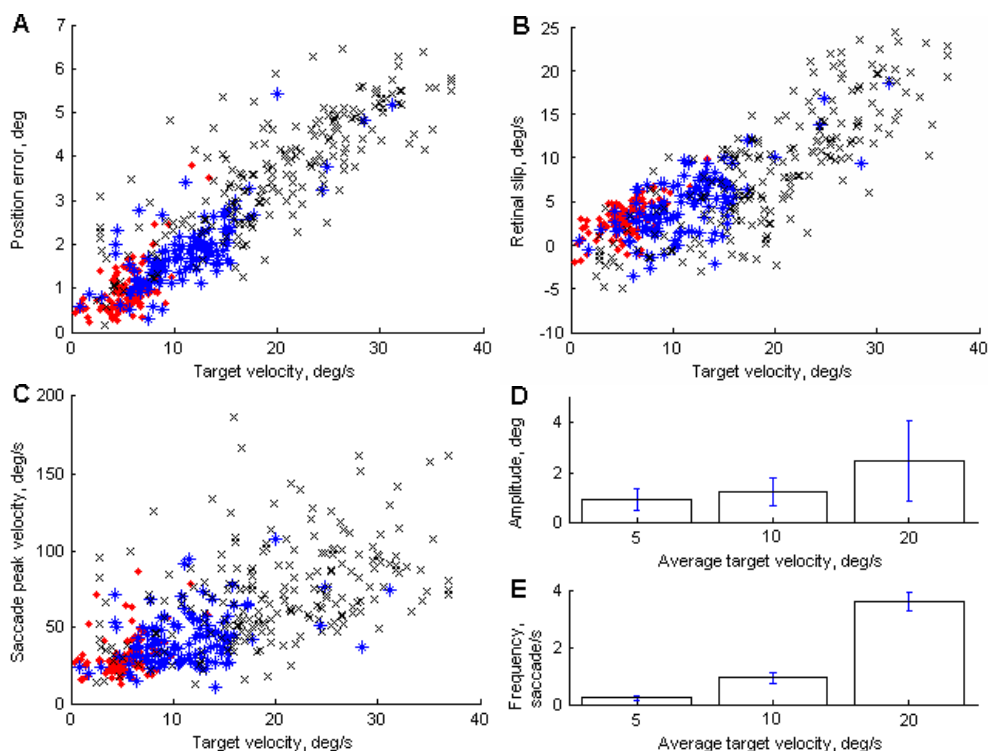 A
7
6
5
4
3
2
1
0
Position error, deg
0 10 20 30 40
Target velocity, deg/s
B
25
20
15
10
5
0
-5
-10
Retinal slip, deg/s
0 10 20 30 40
Target velocity, deg/s
C
200
150
100
50
0
Saccade peak velocity, deg/s
0 10 20 30 40
Target velocity, deg/s
D
4
2
0
Amplitude, deg
5 10 20
Average target velocity, deg/s
E
4
2
0
Frequency,
saccade/s
5 10 20
Average target velocity, deg/s